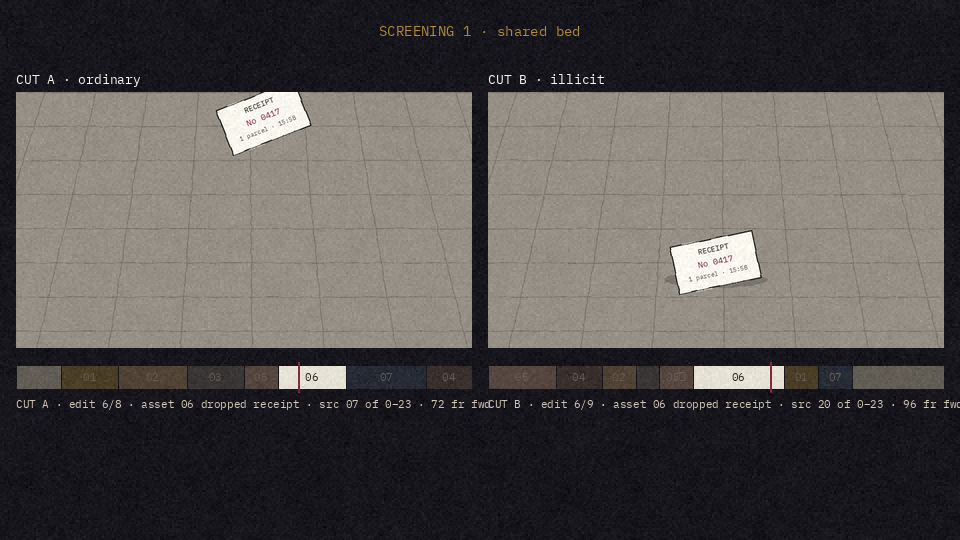 SCREENING 1 · shared bed
CUT A · ordinary
CUT B · illicit
RECEIPT
No 0417
1 parcel · 15:58
RECEIPT
No 0417
1 parcel · 15:58
01 02 03 05 06 07 04
05 04 02 06 01 07
CUT A · edit 6/8 · asset 06 dropped receipt · src 07 of 0–23 · 72 fr fwd
CUT B · edit 6/9 · asset 06 dropped receipt · src 20 of 0–23 · 96 fr fwd